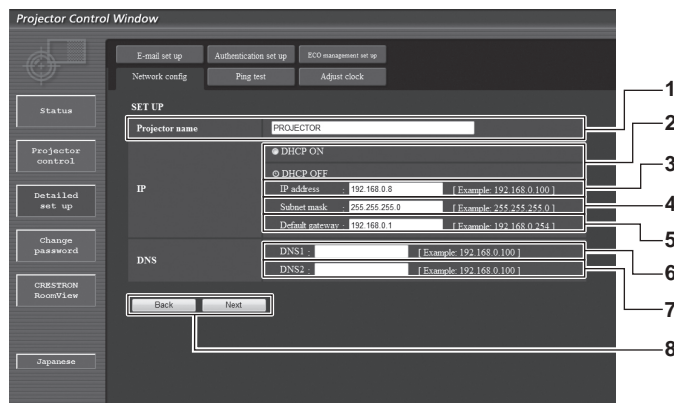 Projector Control Window
E-mail set up
Authentication set up
ECO management set up
Network config
Ping test
Adjust clock
Status
Projector
control
Detailed
set up
Change
password
CRESTRON
RoomView
Japanese
SET UP
Projector name
PROJECTOR
IP
DHCP ON
DHCP OFF
IP address : 192.168.0.8 [ Example: 192.168.0.100 ]
Subnet mask : 255.255.255.0 [ Example: 255.255.255.0 ]
Default gateway : 192.168.0.1 [ Example: 192.168.0.254 ]
DNS
DNS1 : [ Example: 192.168.0.100 ]
DNS2 : [ Example: 192.168.0.100 ]
Back
Next
1
2
3
4
5
6
7
8